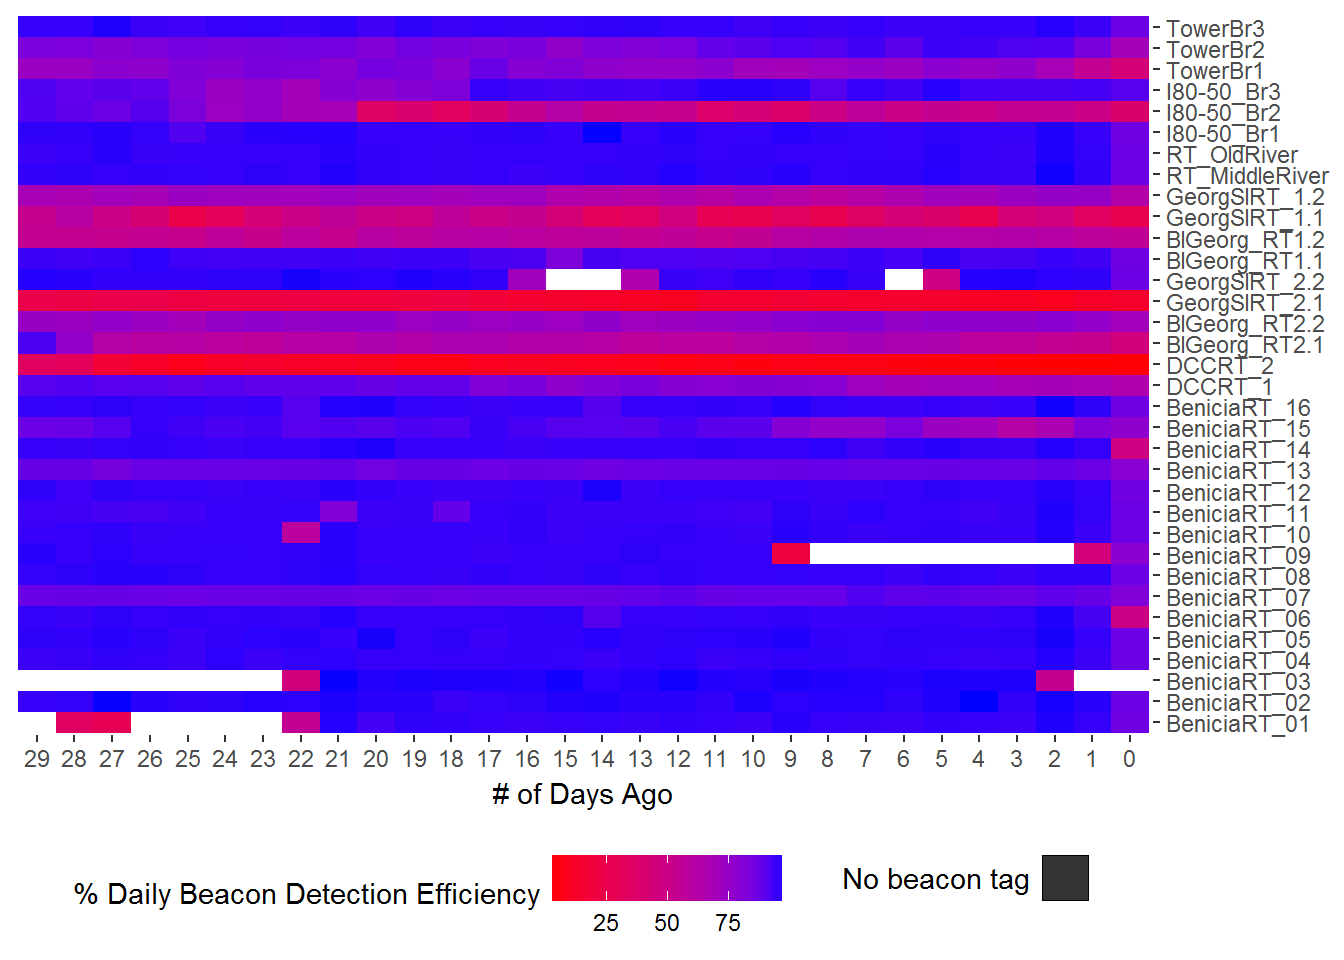 TowerBr3
TowerBr2
TowerBr1
I80-50_Br3
I80-50_Br2
I80-50_Br1
RT_OldRiver
RT_MiddleRiver
GeorgSlRT_1.2
GeorgSlRT_1.1
BlGeorg_RT1.2
BlGeorg_RT1.1
GeorgSlRT_2.2
GeorgSlRT_2.1
BlGeorg_RT2.2
BlGeorg_RT2.1
DCCRT_2
DCCRT_1
BeniciaRT_16
BeniciaRT_15
BeniciaRT_14
BeniciaRT_13
BeniciaRT_12
BeniciaRT_11
BeniciaRT_10
BeniciaRT_09
BeniciaRT_08
BeniciaRT_07
BeniciaRT_06
BeniciaRT_05
BeniciaRT_04
BeniciaRT_03
BeniciaRT_02
BeniciaRT_01
29 28 27 26 25 24 23 22 21 20 19 18 17 16 15 14 13 12 11 10 9 8 7 6 5 4 3 2 1 0
# of Days Ago
% Daily Beacon Detection Efficiency
25 50 75
No beacon tag